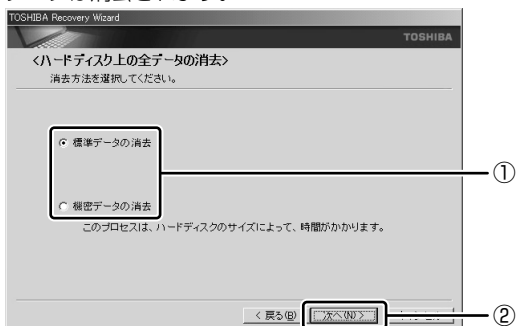 TOSHIBA Recovery Wizard
TOSHIBA
<ハードディスク上の全データの消去>
消去方法を選択してください。
標準データの消去
①
機密データの消去
このプロセスは、ハードディスクのサイズによって、時間がかかります。
< 戻る(B) 次へ(N) >
②